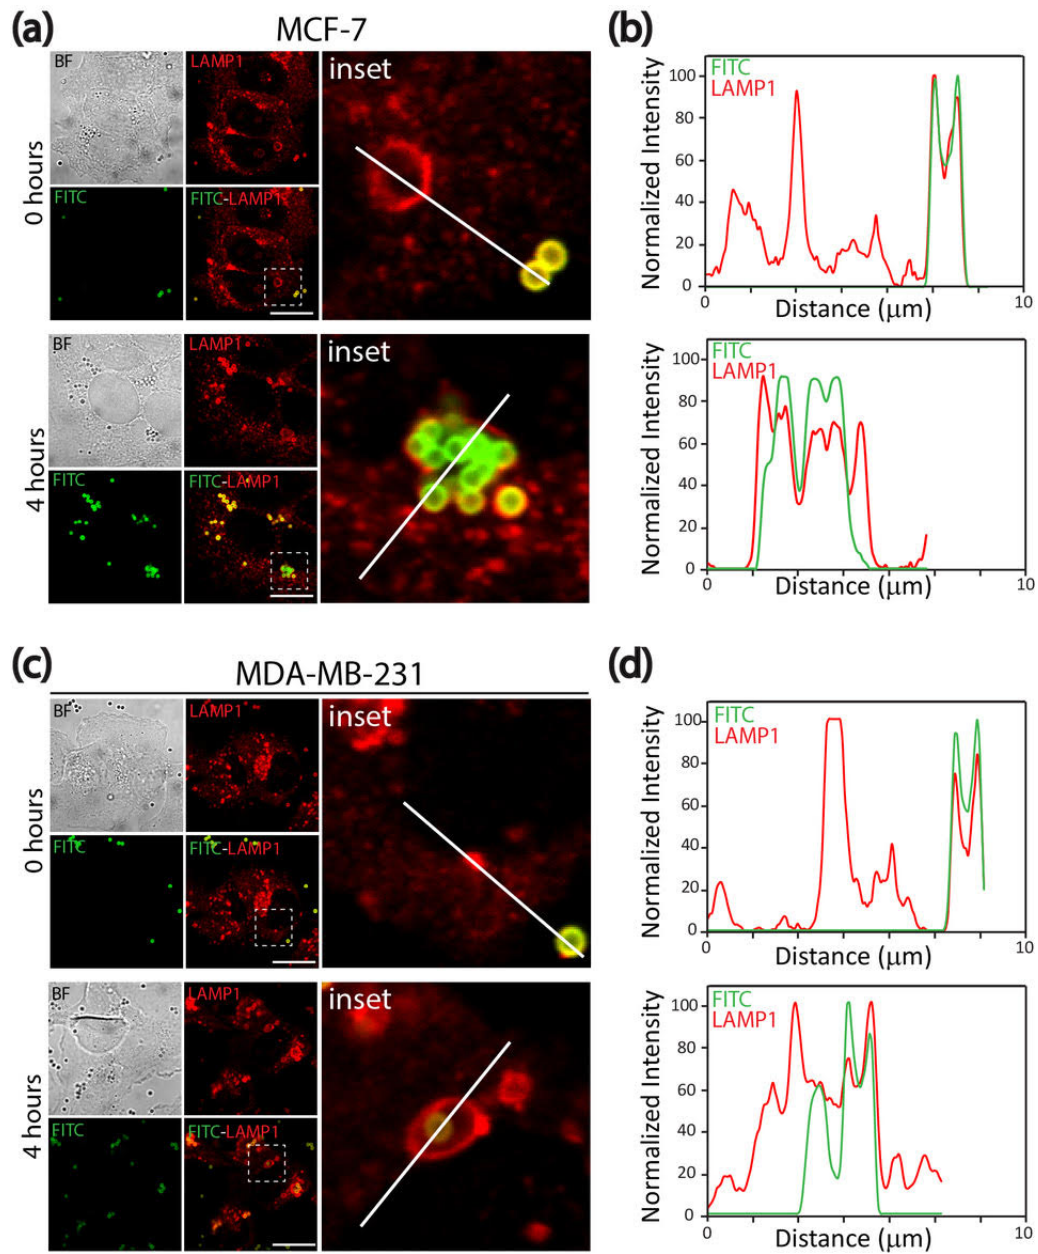 (a)
MCF-7
(b)
0 hours
BF
LAMP1
inset
FITC
FITC-LAMP1
FITC
LAMP1
Normalized Intensity
100
80
60
40
20
0
0
10
Distance (μm)
4 hours
BF
LAMP1
inset
FITC
FITC-LAMP1
FITC
LAMP1
Normalized Intensity
100
80
60
40
20
0
0
10
Distance (μm)
(c)
MDA-MB-231
(d)
0 hours
BF
LAMP1
inset
FITC
FITC-LAMP1
FITC
LAMP1
Normalized Intensity
100
80
60
40
20
0
0
10
Distance (μm)
4 hours
BF
LAMP1
inset
FITC
FITC-LAMP1
FITC
LAMP1
Normalized Intensity
100
80
60
40
20
0
0
10
Distance (μm)